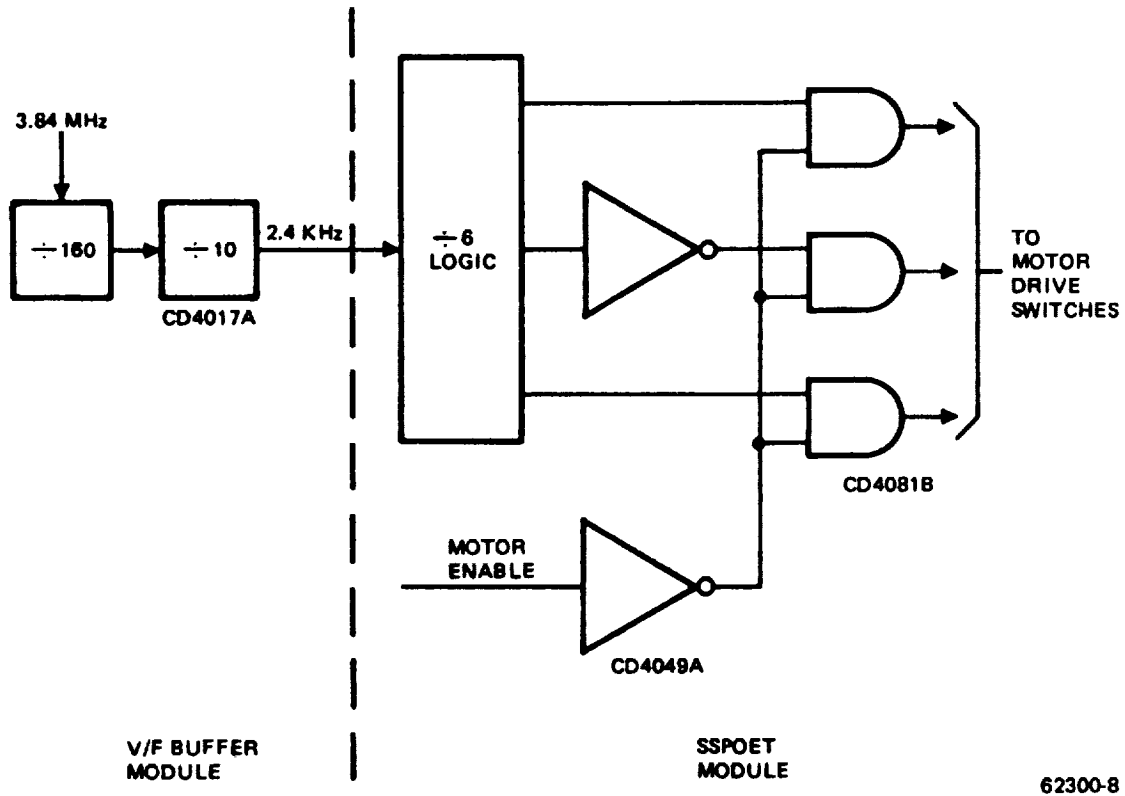 3.84 MHz
÷160
÷10
CD4017A
2.4 KHz
÷6
LOGIC
TO
MOTOR
DRIVE
SWITCHES
CD4081B
MOTOR
ENABLE
CD4049A
V/F BUFFER
MODULE
SSPOET
MODULE
62300-8